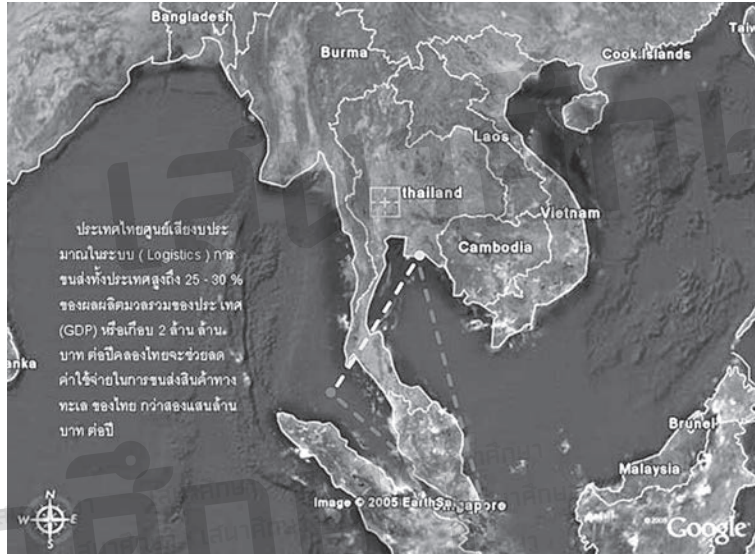 Bangladesh
Burma
Cook.Islands
Taiw
Laos
thailand
Vietnam
Cambodia
ประเทศไทยศูนย์เสียงบประ
มาณในระบบ ( Logistics ) การ
ขนส่งทั้งประเทศสูงถึง 25 - 30 %
ของผลผลิตมวลรวมของประเทศ
(GDP) หรือเกือบ 2 ล้าน ล้าน
บาท ต่อปีคลองไทยจะช่วยลด
ค่าใช้จ่ายในการขนส่งสินค้าทาง
ทะเล ของไทย กว่าสองแสนล้าน
บาท ต่อปี
anka
Brunei
Malaysia
N
W E
S
Image © 2005 EarthSa
gapore
© 2005 Google